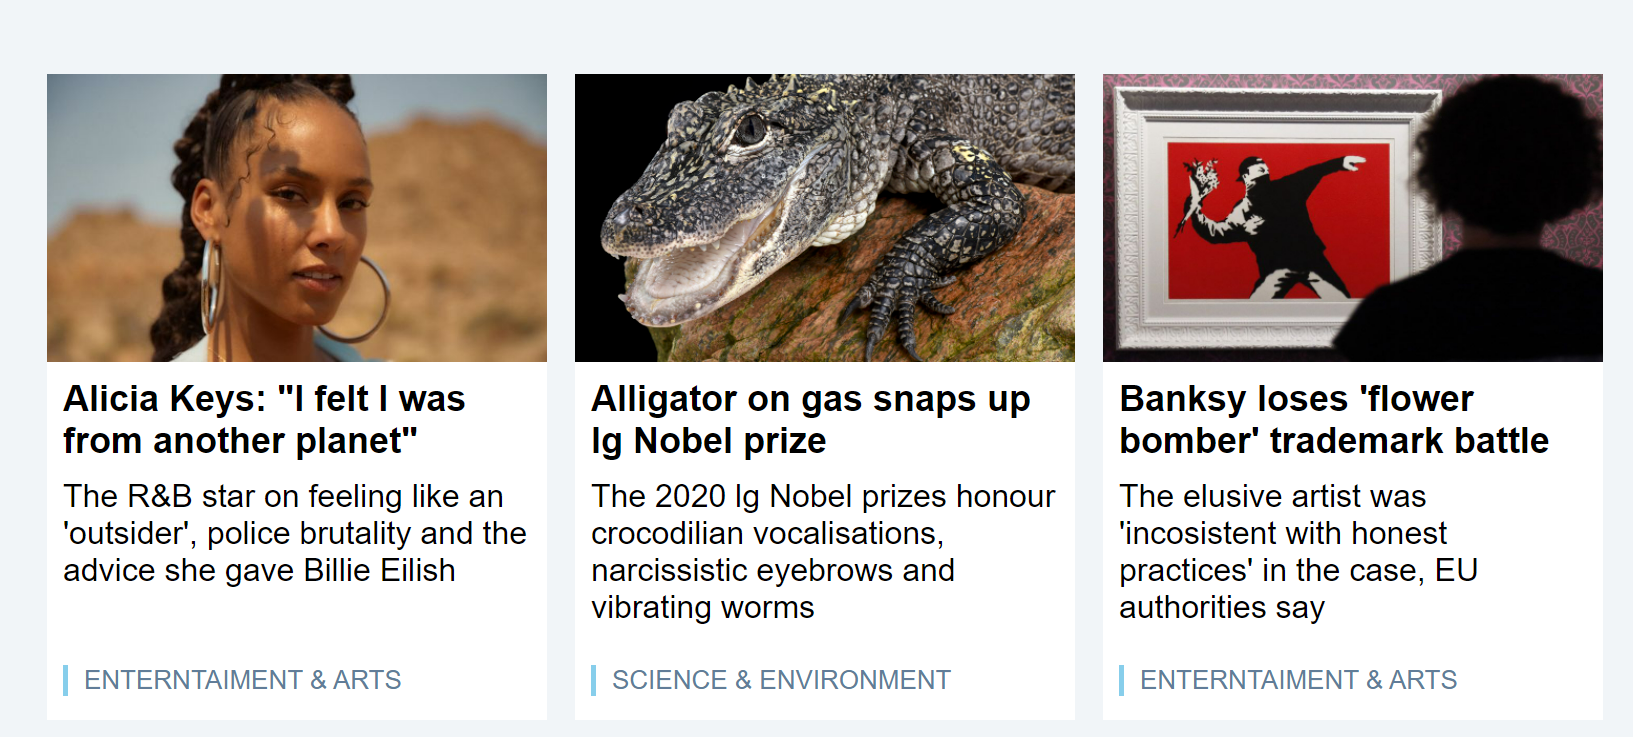 Alicia Keys: "I felt I was
from another planet"
The R&B star on feeling like an
'outsider', police brutality and the
advice she gave Billie Eilish
ENTERNTAIMENT & ARTS
Alligator on gas snaps up
Ig Nobel prize
The 2020 Ig Nobel prizes honour
crocodilian vocalisations,
narcissistic eyebrows and
vibrating worms
SCIENCE & ENVIRONMENT
Banksy loses 'flower
bomber' trademark battle
The elusive artist was
'incosistent with honest
practices' in the case, EU
authorities say
ENTERNTAIMENT & ARTS